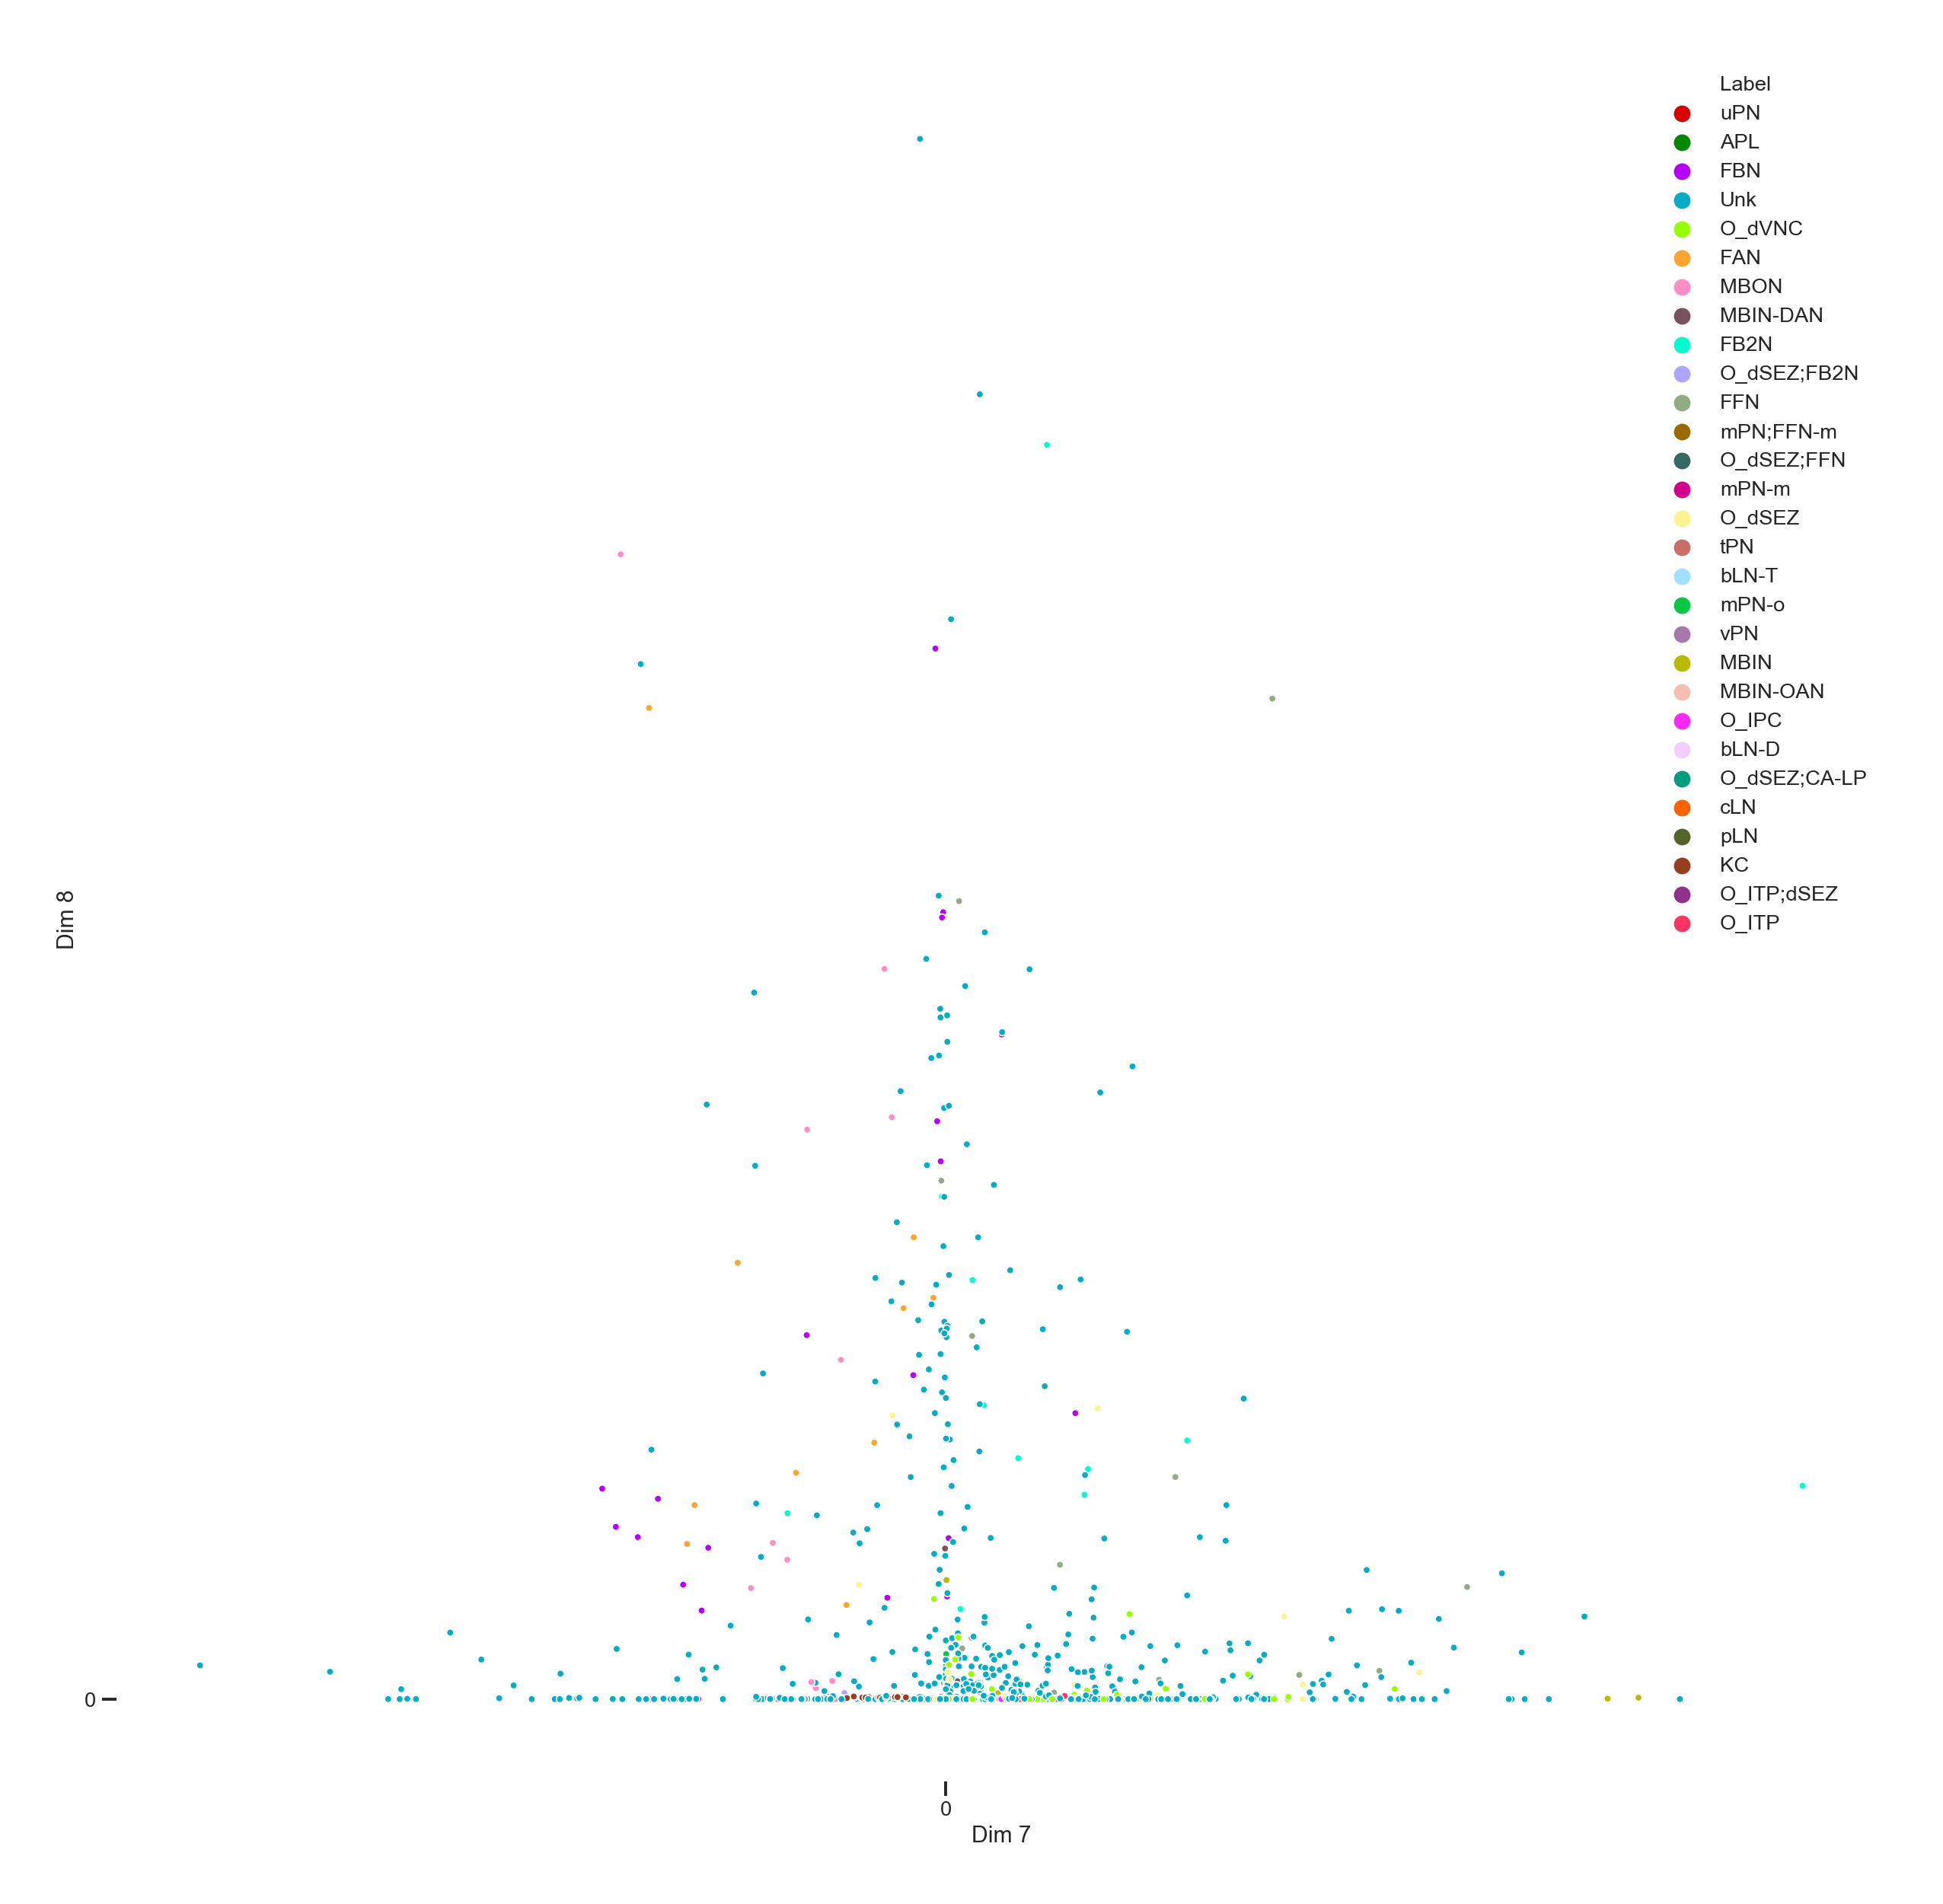 Label
uPN
APL
FBN
Unk
O_dVNC
FAN
MBON
MBIN-DAN
FB2N
O_dSEZ;FB2N
FFN
mPN;FFN-m
O_dSEZ;FFN
mPN-m
O_dSEZ
tPN
bLN-T
mPN-o
vPN
MBIN
MBIN-OAN
O_IPC
bLN-D
O_dSEZ;CA-LP
cLN
pLN
KC
O_ITP;dSEZ
O_ITP
Dim 8
0
0
Dim 7